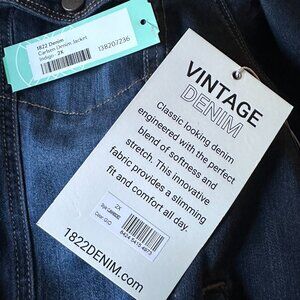 1822 Denim
Carlson Denim Jacket
Indigo 2X
138207236
VINTAGE
DENIM
Classic looking denim
engineered with the perfect
blend of softness and
stretch. This innovative
fabric provides a slimming
fit and comfort all day.
2X
1822DENIM.com